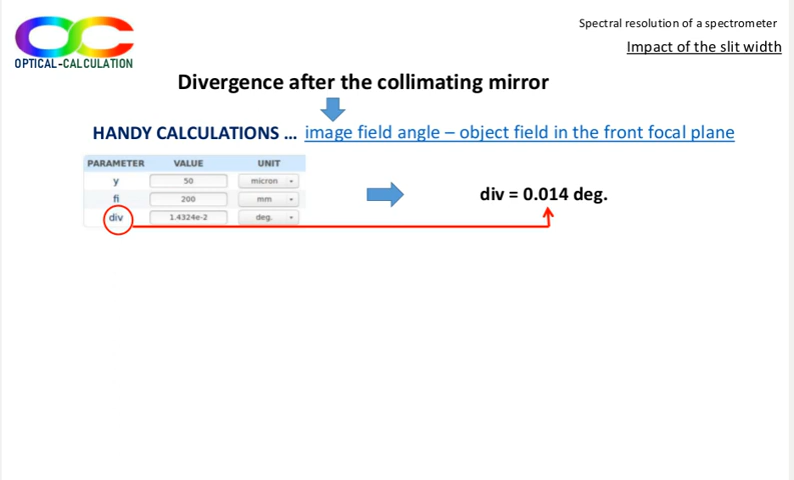 Spectral resolution of a spectrometer
Impact of the slit width
OPTICAL-CALCULATION
Divergence after the collimating mirror
HANDY CALCULATIONS ... image field angle – object field in the front focal plane
PARAMETER VALUE UNIT
y 50 micron
fi 200 mm
div 1.4324e-2 deg.
div = 0.014 deg.